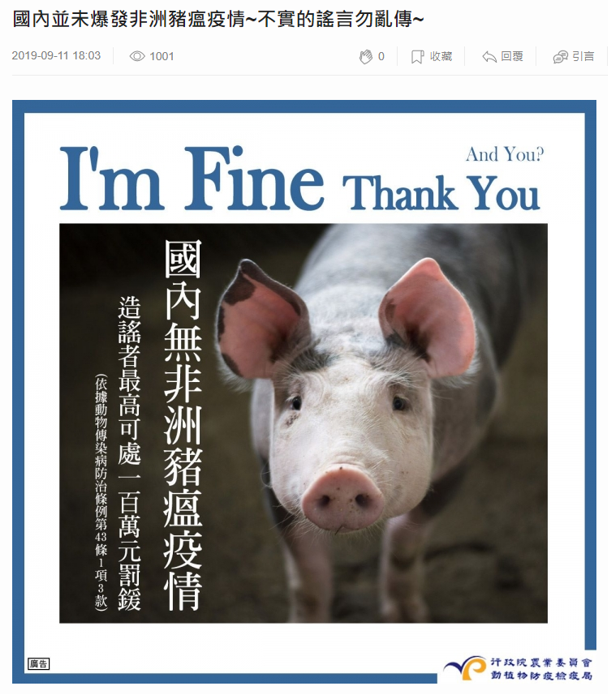 國內並未爆發非洲豬瘟疫情~不實的謠言勿亂傳~
2019-09-11 18:03 1001 0 收藏 回覆 引言
And You?
I'm Fine Thank You
國內無非洲豬瘟疫情
造謠者最高可處一百萬元罰鍰
(依據動物傳染病防治條例第43條1項3款)
廣告
行政院農業委員會
動植物防疫檢疫局